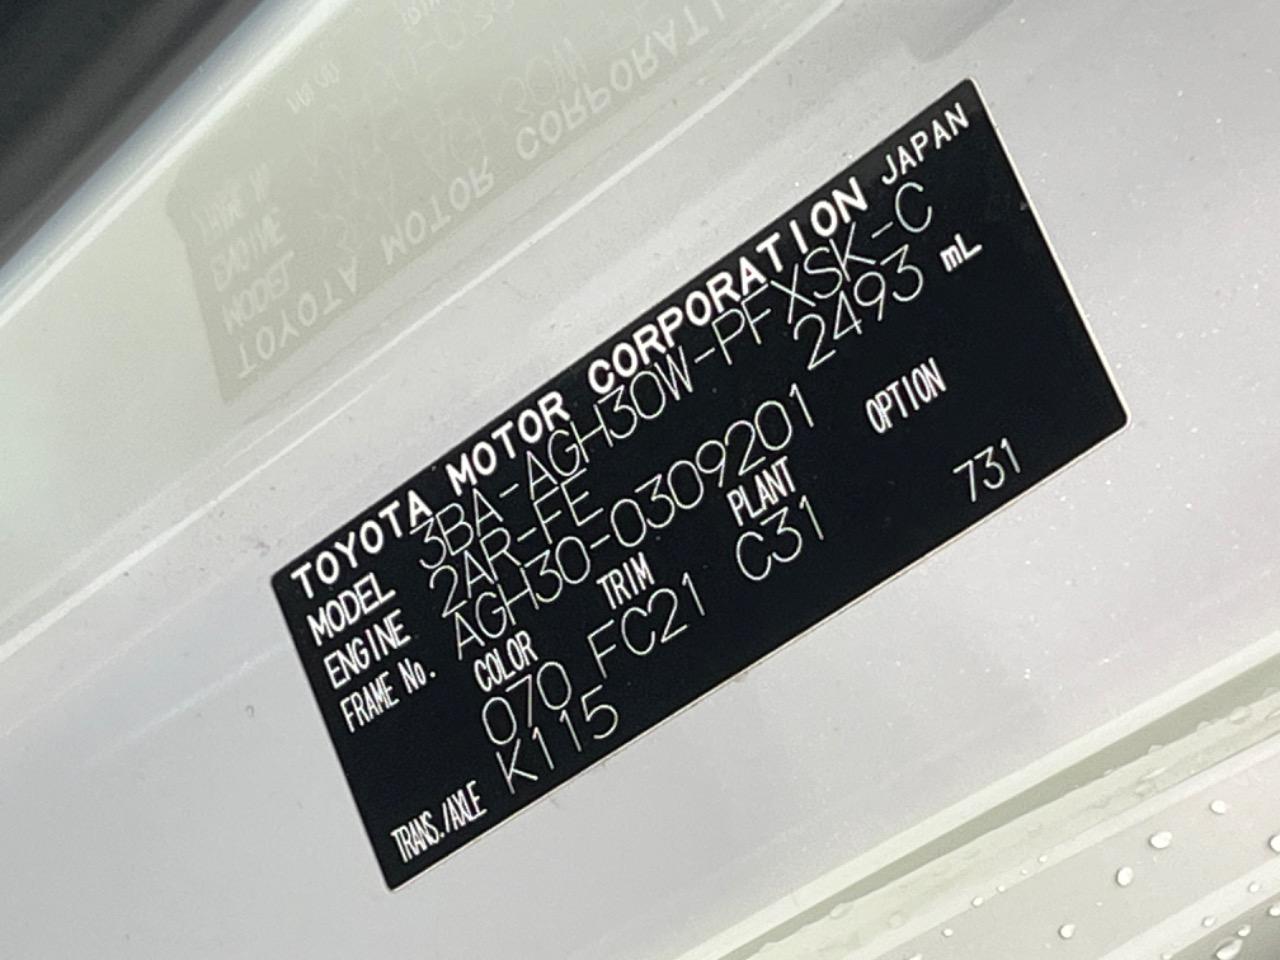 TOYOTA MOTOR CORPORATION JAPAN
MODEL 3BA-AGH30W-PFXSK-C
ENGINE 2AR-FE 2493 mL
FRAME No. AGH30-0309201
COLOR TRIM PLANT OPTION
070 FC21 C31 731
TRANS./AXLE K115